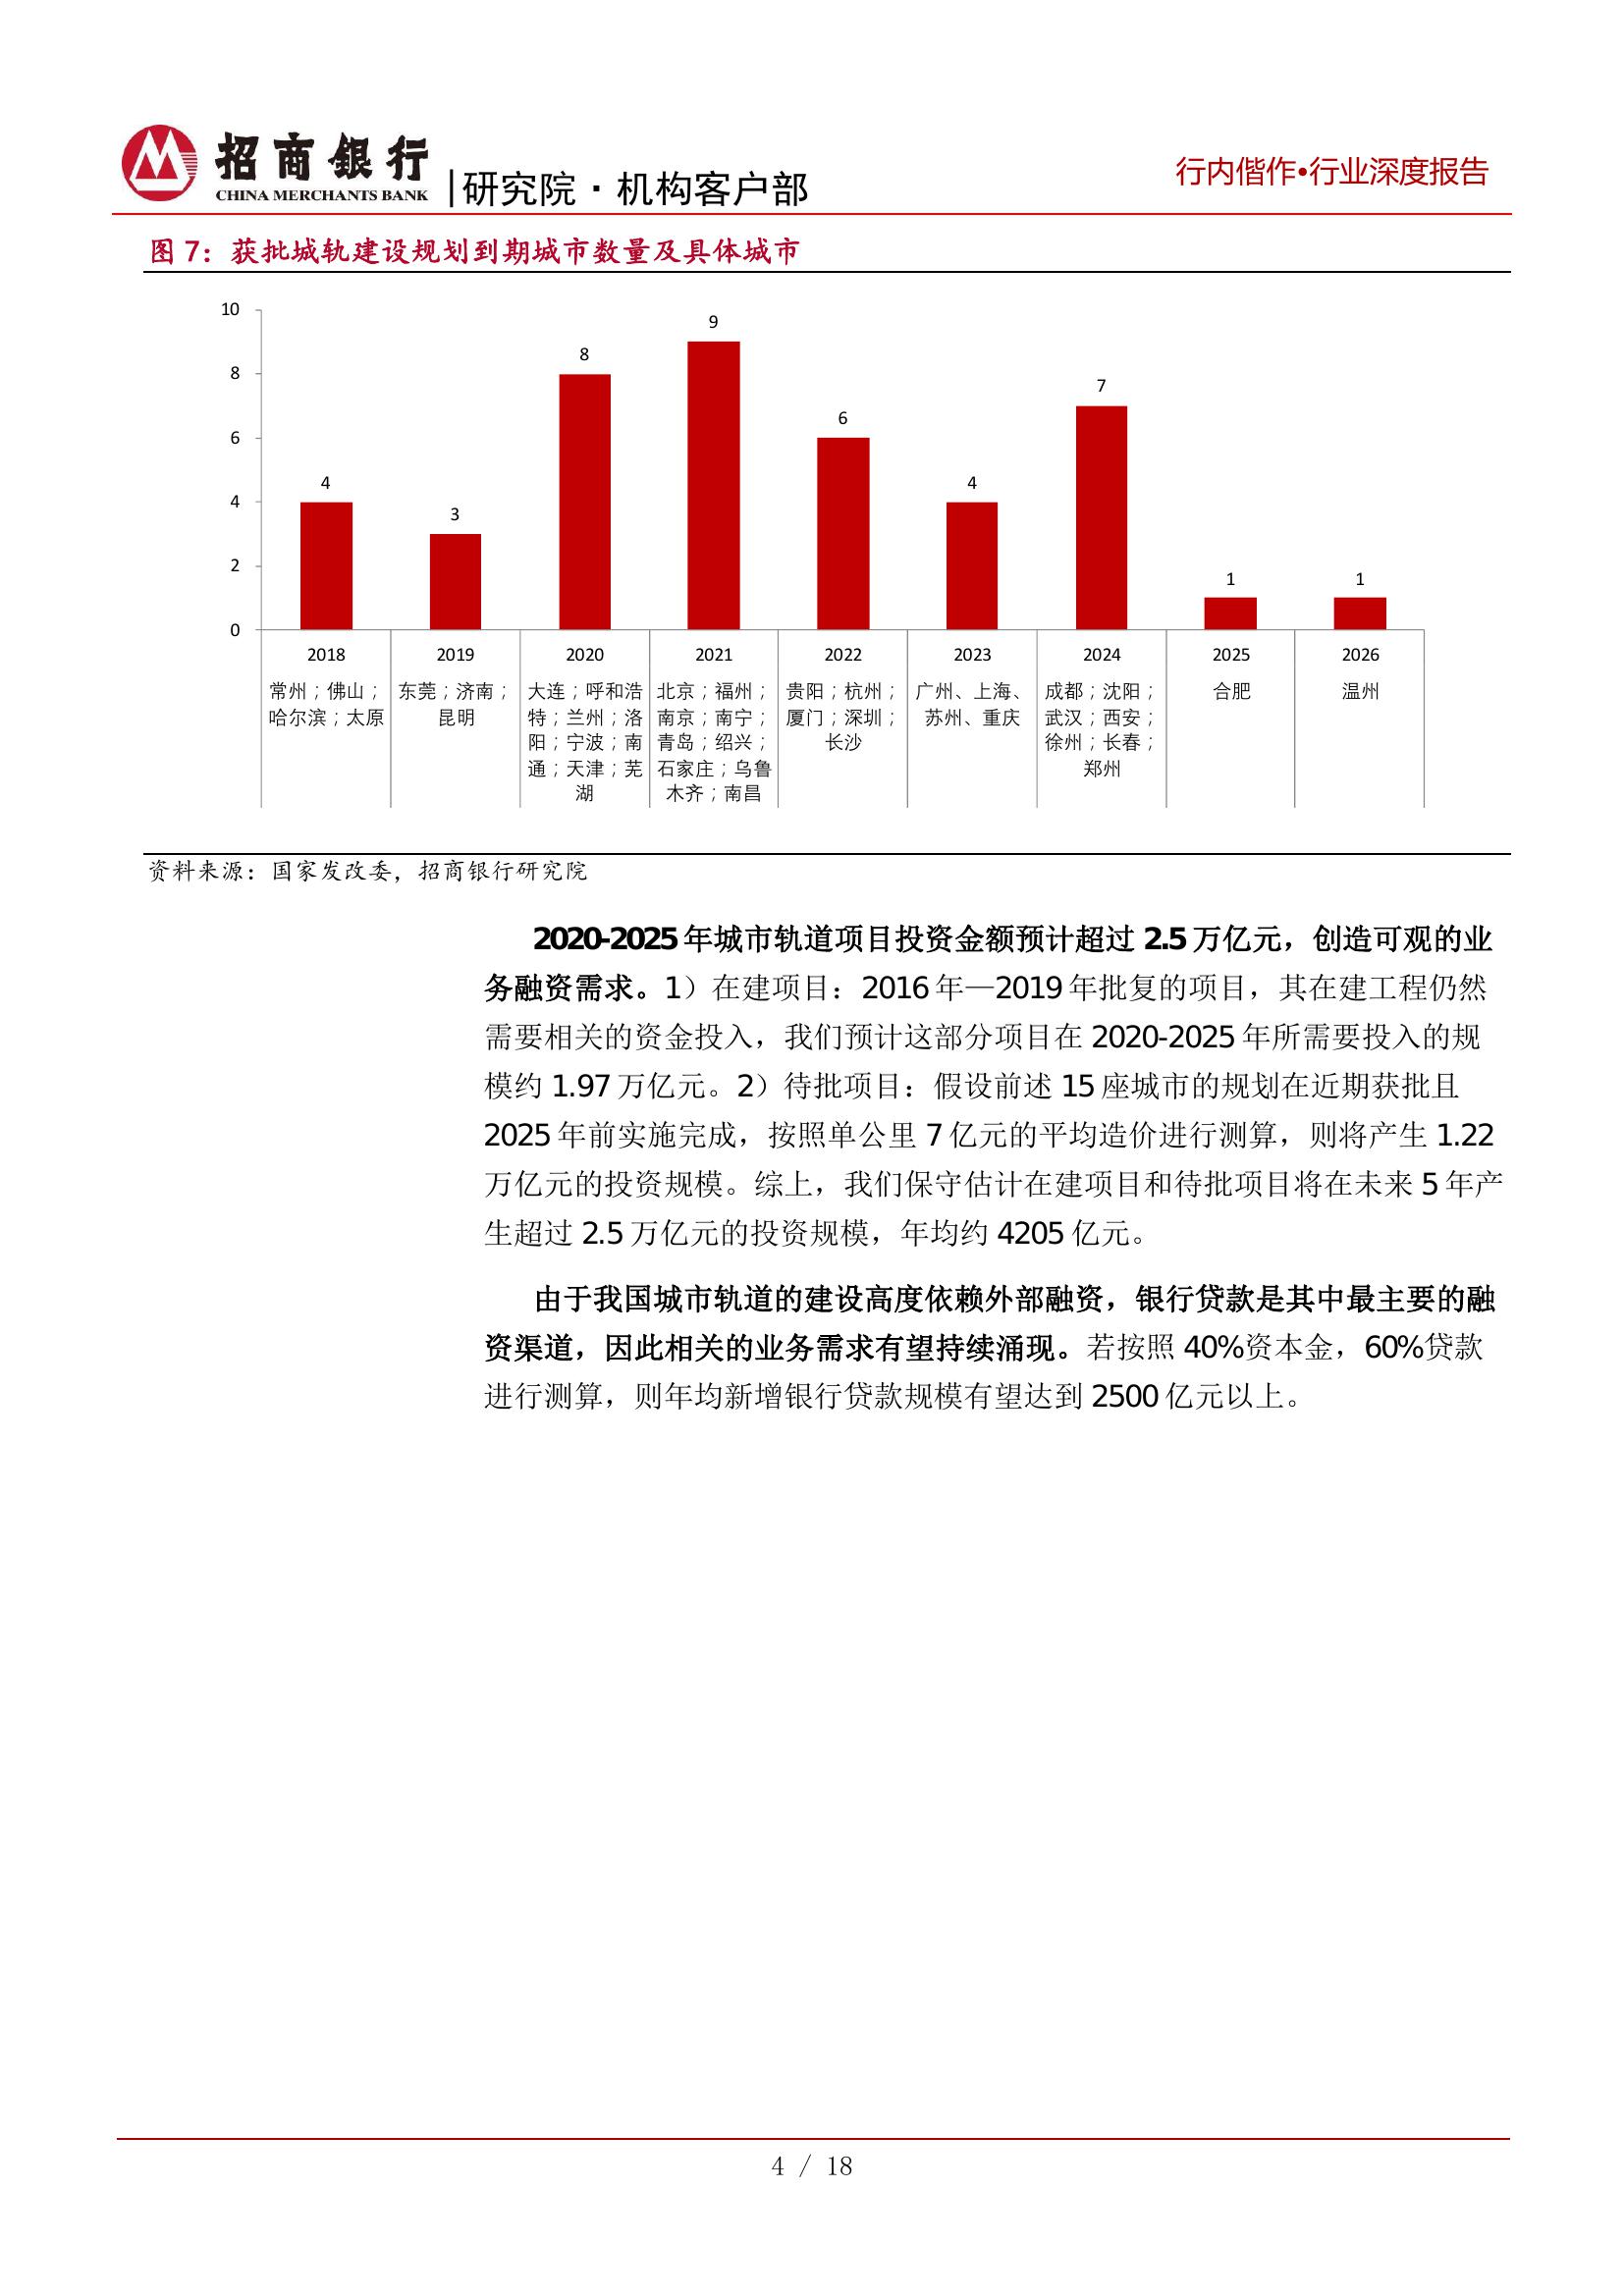 招商銀行
CHINA MERCHANTS BANK
|研究院·机构客户部
行内偕作•行业深度报告
图 7：获批城轨建设规划到期城市数量及具体城市
10
8
6
4
2
0
4
3
8
9
6
4
7
1
1
2018
2019
2020
2021
2022
2023
2024
2025
2026
常州；佛山；
哈尔滨；太原
东莞；济南；
昆明
大连；呼和浩
特；兰州；洛
阳；宁波；南
通；天津；芜
湖
北京；福州；
南京；南宁；
青岛；绍兴；
石家庄；乌鲁
木齐；南昌
贵阳；杭州；
厦门；深圳；
长沙
广州、上海、
苏州、重庆
成都；沈阳；
武汉；西安；
徐州；长春；
郑州
合肥
温州
资料来源：国家发改委，招商银行研究院
2020-2025 年城市轨道项目投资金额预计超过 2.5 万亿元，创造可观的业
务融资需求。1）在建项目：2016 年—2019 年批复的项目，其在建工程仍然
需要相关的资金投入，我们预计这部分项目在 2020-2025 年所需要投入的规
模约 1.97 万亿元。2）待批项目：假设前述 15 座城市的规划在近期获批且
2025 年前实施完成，按照单公里 7 亿元的平均造价进行测算，则将产生 1.22
万亿元的投资规模。综上，我们保守估计在建项目和待批项目将在未来 5 年产
生超过 2.5 万亿元的投资规模，年均约 4205 亿元。
由于我国城市轨道的建设高度依赖外部融资，银行贷款是其中最主要的融
资渠道，因此相关的业务需求有望持续涌现。若按照 40%资本金，60%贷款
进行测算，则年均新增银行贷款规模有望达到 2500 亿元以上。
4 / 18